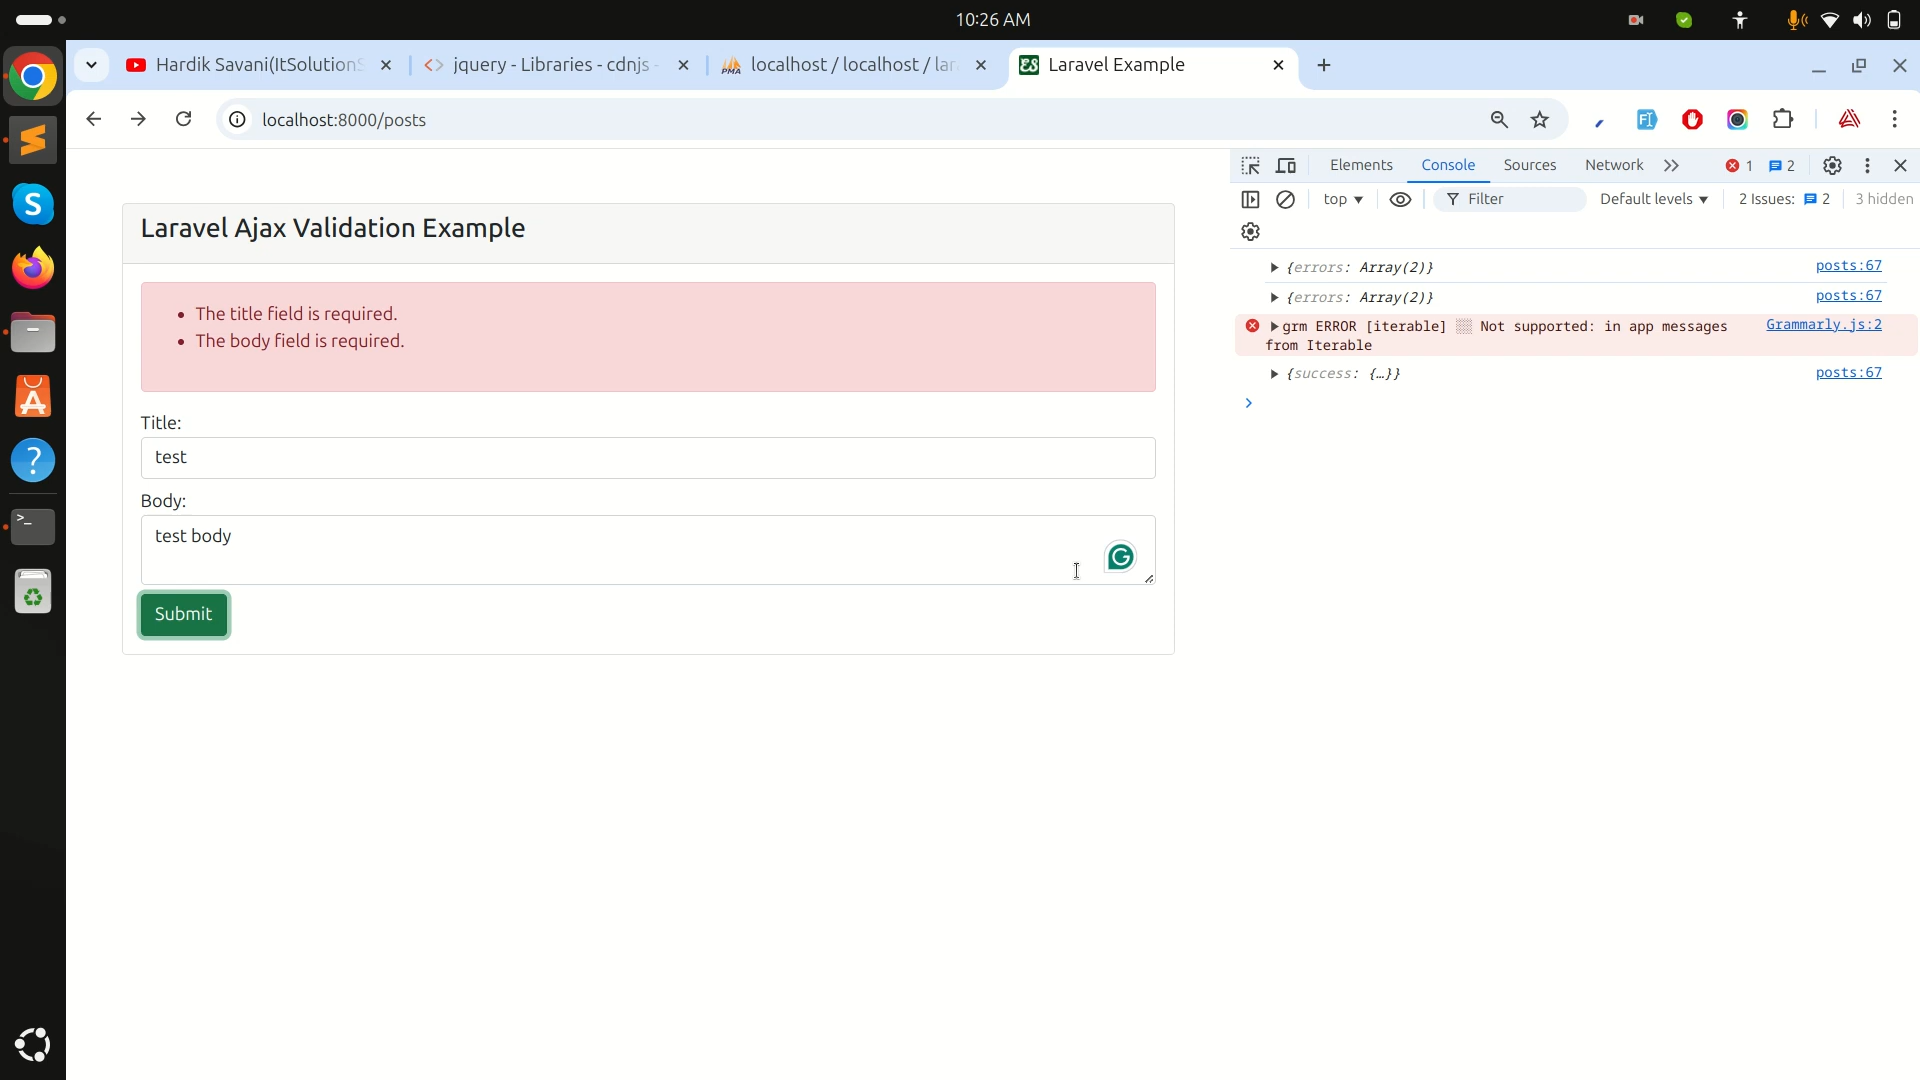 10:26 AM
Hardik Savani(ItSolutionS
jquery - Libraries - cdnjs -
localhost / localhost / lar
Laravel Example
localhost:8000/posts
Elements
Console
Sources
Network
1
2
top
Filter
Default levels
2 Issues:
2
3 hidden
{errors: Array(2)}
posts:67
{errors: Array(2)}
posts:67
grm ERROR [iterable] ░░ Not supported: in app messages
Grammarly.js:2
from Iterable
{success: {…}}
posts:67
Laravel Ajax Validation Example
The title field is required.
The body field is required.
Title:
test
Body:
test body
Submit